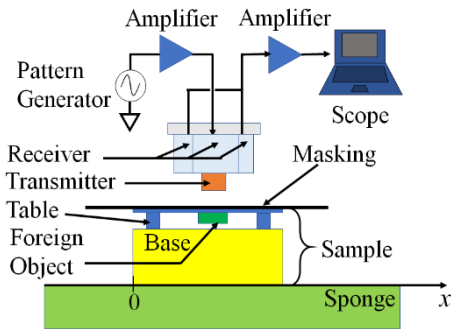 Amplifier Amplifier
Pattern
Generator
Scope
Receiver
Masking
Transmitter
Table
Foreign
Object
Base
Sample
0
Sponge
x